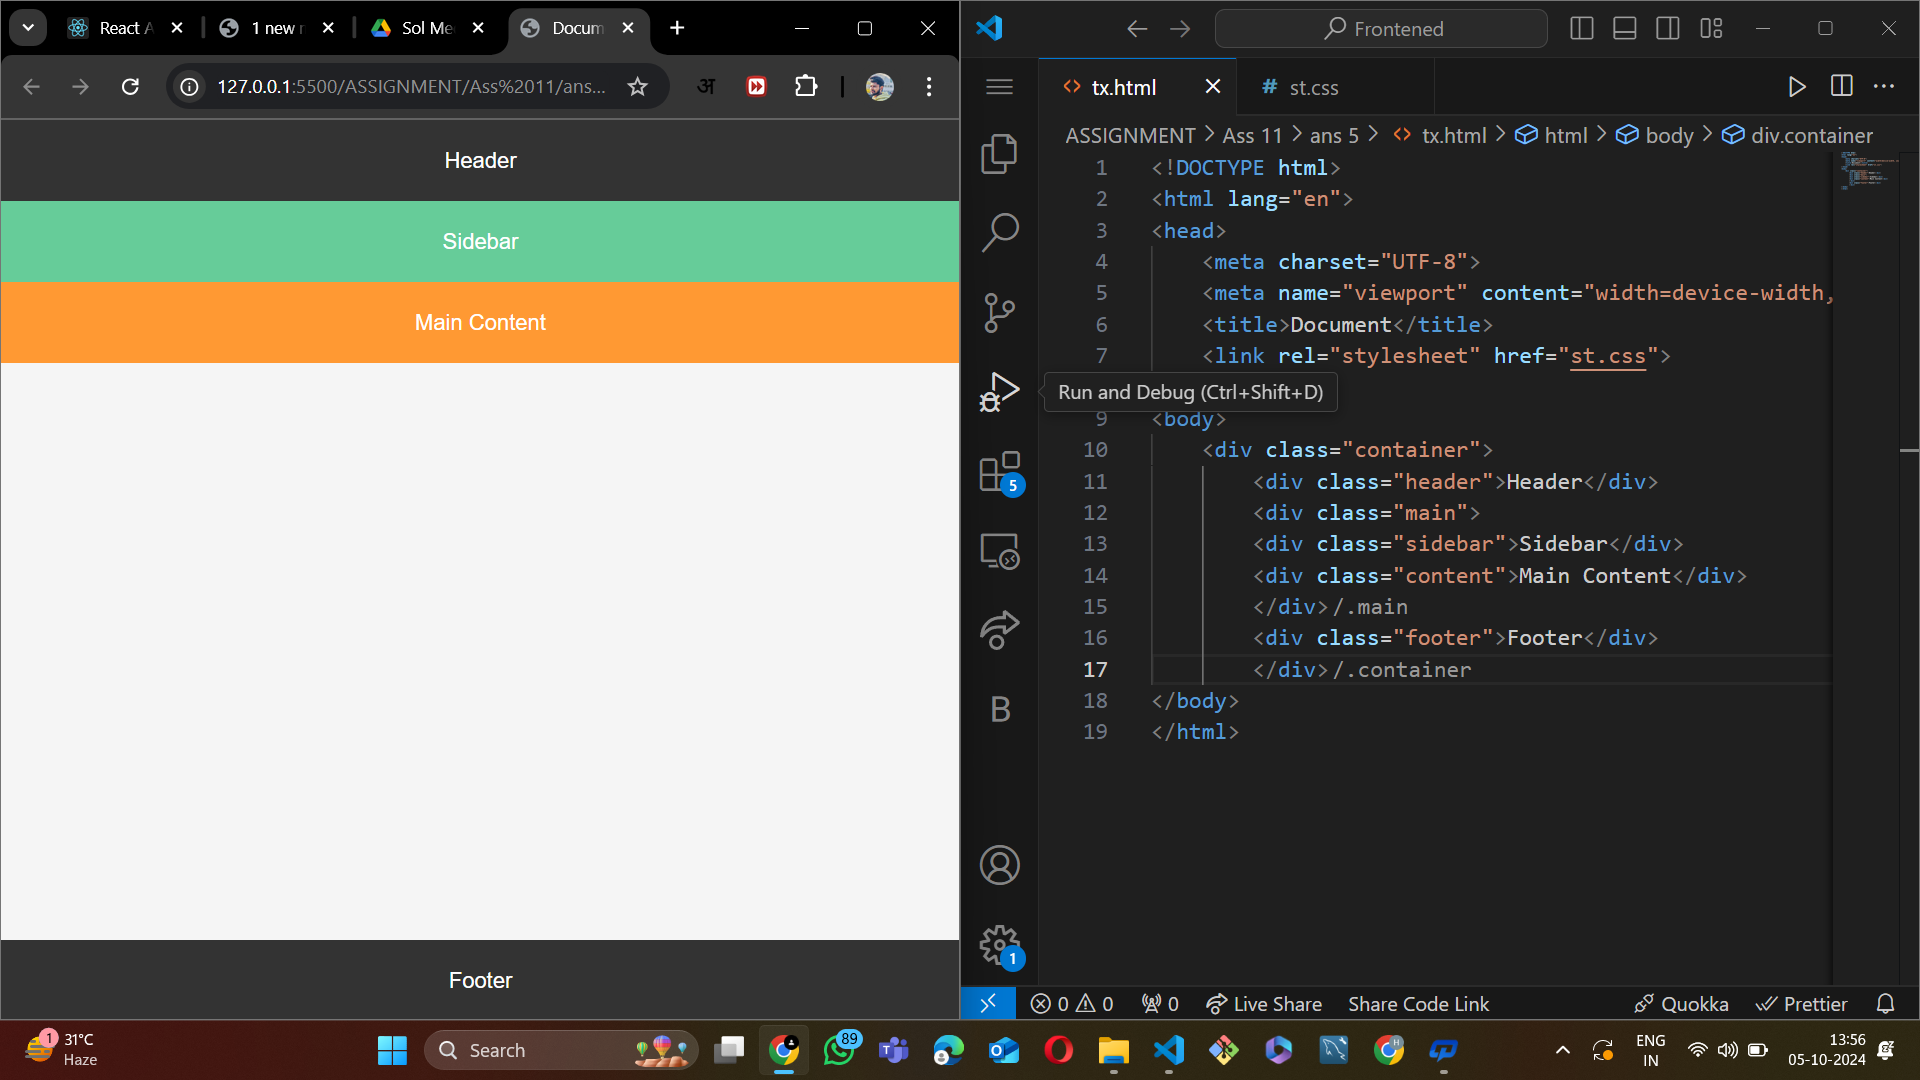 React A
1 new r
Sol Me
Docum
127.0.0.1:5500/ASSIGNMENT/Ass%2011/ans...
अ
Header
Sidebar
Main Content
Footer
Frontened
tx.html
# st.css
ASSIGNMENT > Ass 11 > ans 5 > tx.html > html > body > div.container
1 <!DOCTYPE html>
2 <html lang="en">
3 <head>
4 <meta charset="UTF-8">
5 <meta name="viewport" content="width=device-width,
6 <title>Document</title>
7 <link rel="stylesheet" href="st.css">
Run and Debug (Ctrl+Shift+D)
9 <body>
10 <div class="container">
11 <div class="header">Header</div>
12 <div class="main">
13 <div class="sidebar">Sidebar</div>
14 <div class="content">Main Content</div>
15 </div>/.main
16 <div class="footer">Footer</div>
17 </div>/.container
18 </body>
19 </html>
5
B
1
0 0 0 Live Share Share Code Link Quokka Prettier
1
31°C
Haze
Search
89
ENG
IN
13:56
05-10-2024